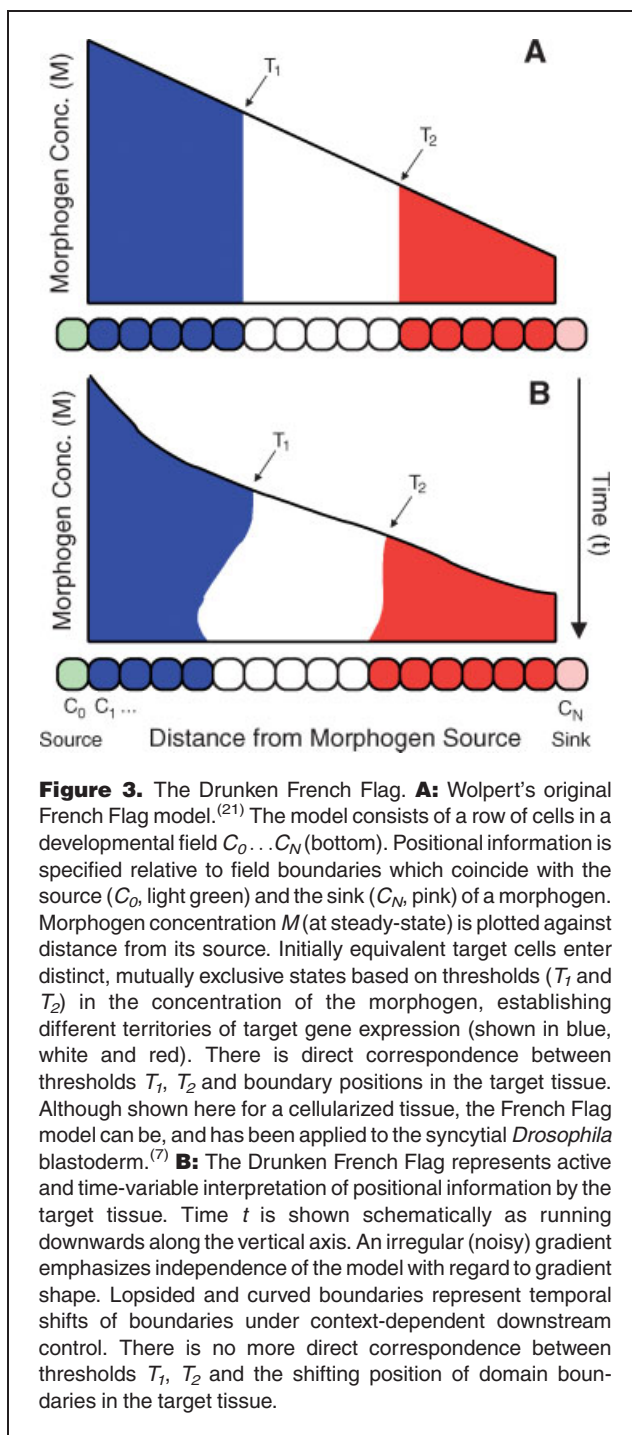 A
Morphogen Conc. (M)
T1
T2
B
Morphogen Conc. (M)
T1
T2
Time (t)
C0 C1 ...
CN
Source
Distance from Morphogen Source
Sink
Figure 3. The Drunken French Flag. A: Wolpert's original
French Flag model.(21) The model consists of a row of cells in a
developmental field C0...CN (bottom). Positional information is
specified relative to field boundaries which coincide with the
source (C0, light green) and the sink (CN, pink) of a morphogen.
Morphogen concentration M (at steady-state) is plotted against
distance from its source. Initially equivalent target cells enter
distinct, mutually exclusive states based on thresholds (T1 and
T2) in the concentration of the morphogen, establishing
different territories of target gene expression (shown in blue,
white and red). There is direct correspondence between
thresholds T1, T2 and boundary positions in the target tissue.
Although shown here for a cellularized tissue, the French Flag
model can be, and has been applied to the syncytial Drosophila
blastoderm.(7) B: The Drunken French Flag represents active
and time-variable interpretation of positional information by the
target tissue. Time t is shown schematically as running
downwards along the vertical axis. An irregular (noisy) gradient
emphasizes independence of the model with regard to gradient
shape. Lopsided and curved boundaries represent temporal
shifts of boundaries under context-dependent downstream
control. There is no more direct correspondence between
thresholds T1, T2 and the shifting position of domain boun-
daries in the target tissue.